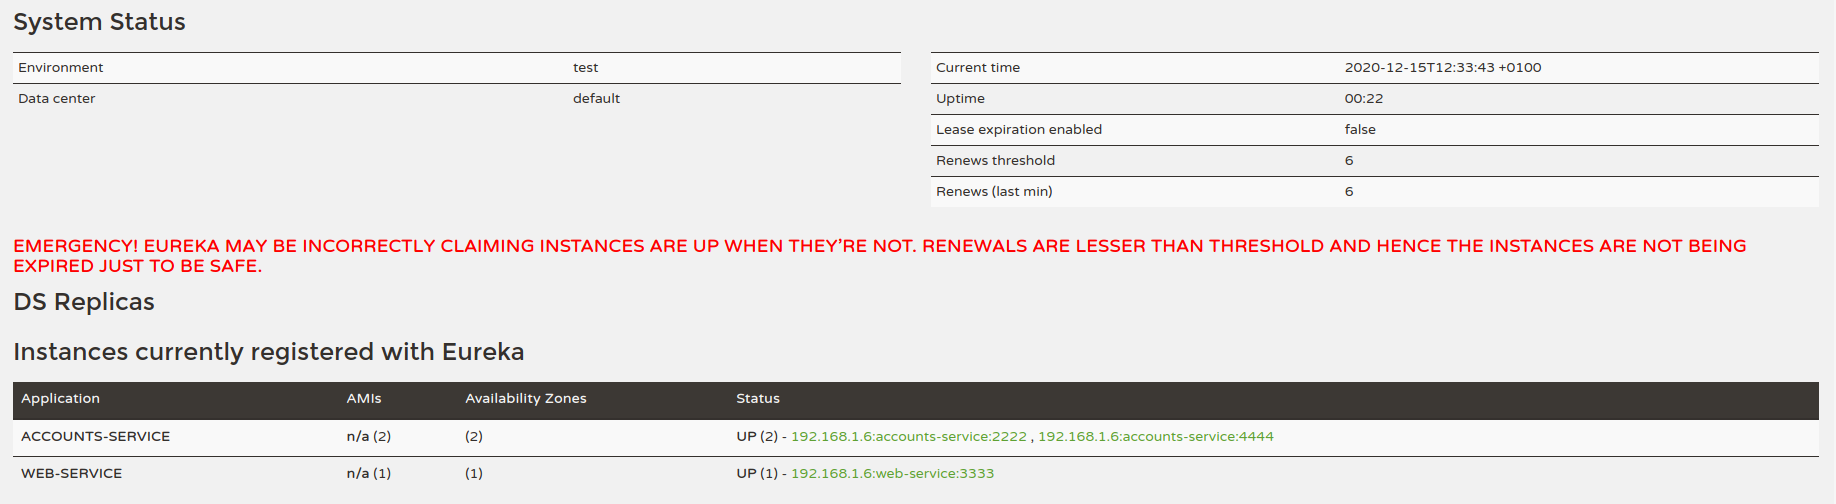 System Status
Environment test
Data center default
Current time 2020-12-15T12:33:43 +0100
Uptime 00:22
Lease expiration enabled false
Renews threshold 6
Renews (last min) 6
EMERGENCY! EUREKA MAY BE INCORRECTLY CLAIMING INSTANCES ARE UP WHEN THEY'RE NOT. RENEWALS ARE LESSER THAN THRESHOLD AND HENCE THE INSTANCES ARE NOT BEING
EXPIRED JUST TO BE SAFE.
DS Replicas
Instances currently registered with Eureka
Application AMIs Availability Zones Status
ACCOUNTS-SERVICE n/a (2) (2) UP (2) - 192.168.1.6:accounts-service:2222 , 192.168.1.6:accounts-service:4444
WEB-SERVICE n/a (1) (1) UP (1) - 192.168.1.6:web-service:3333